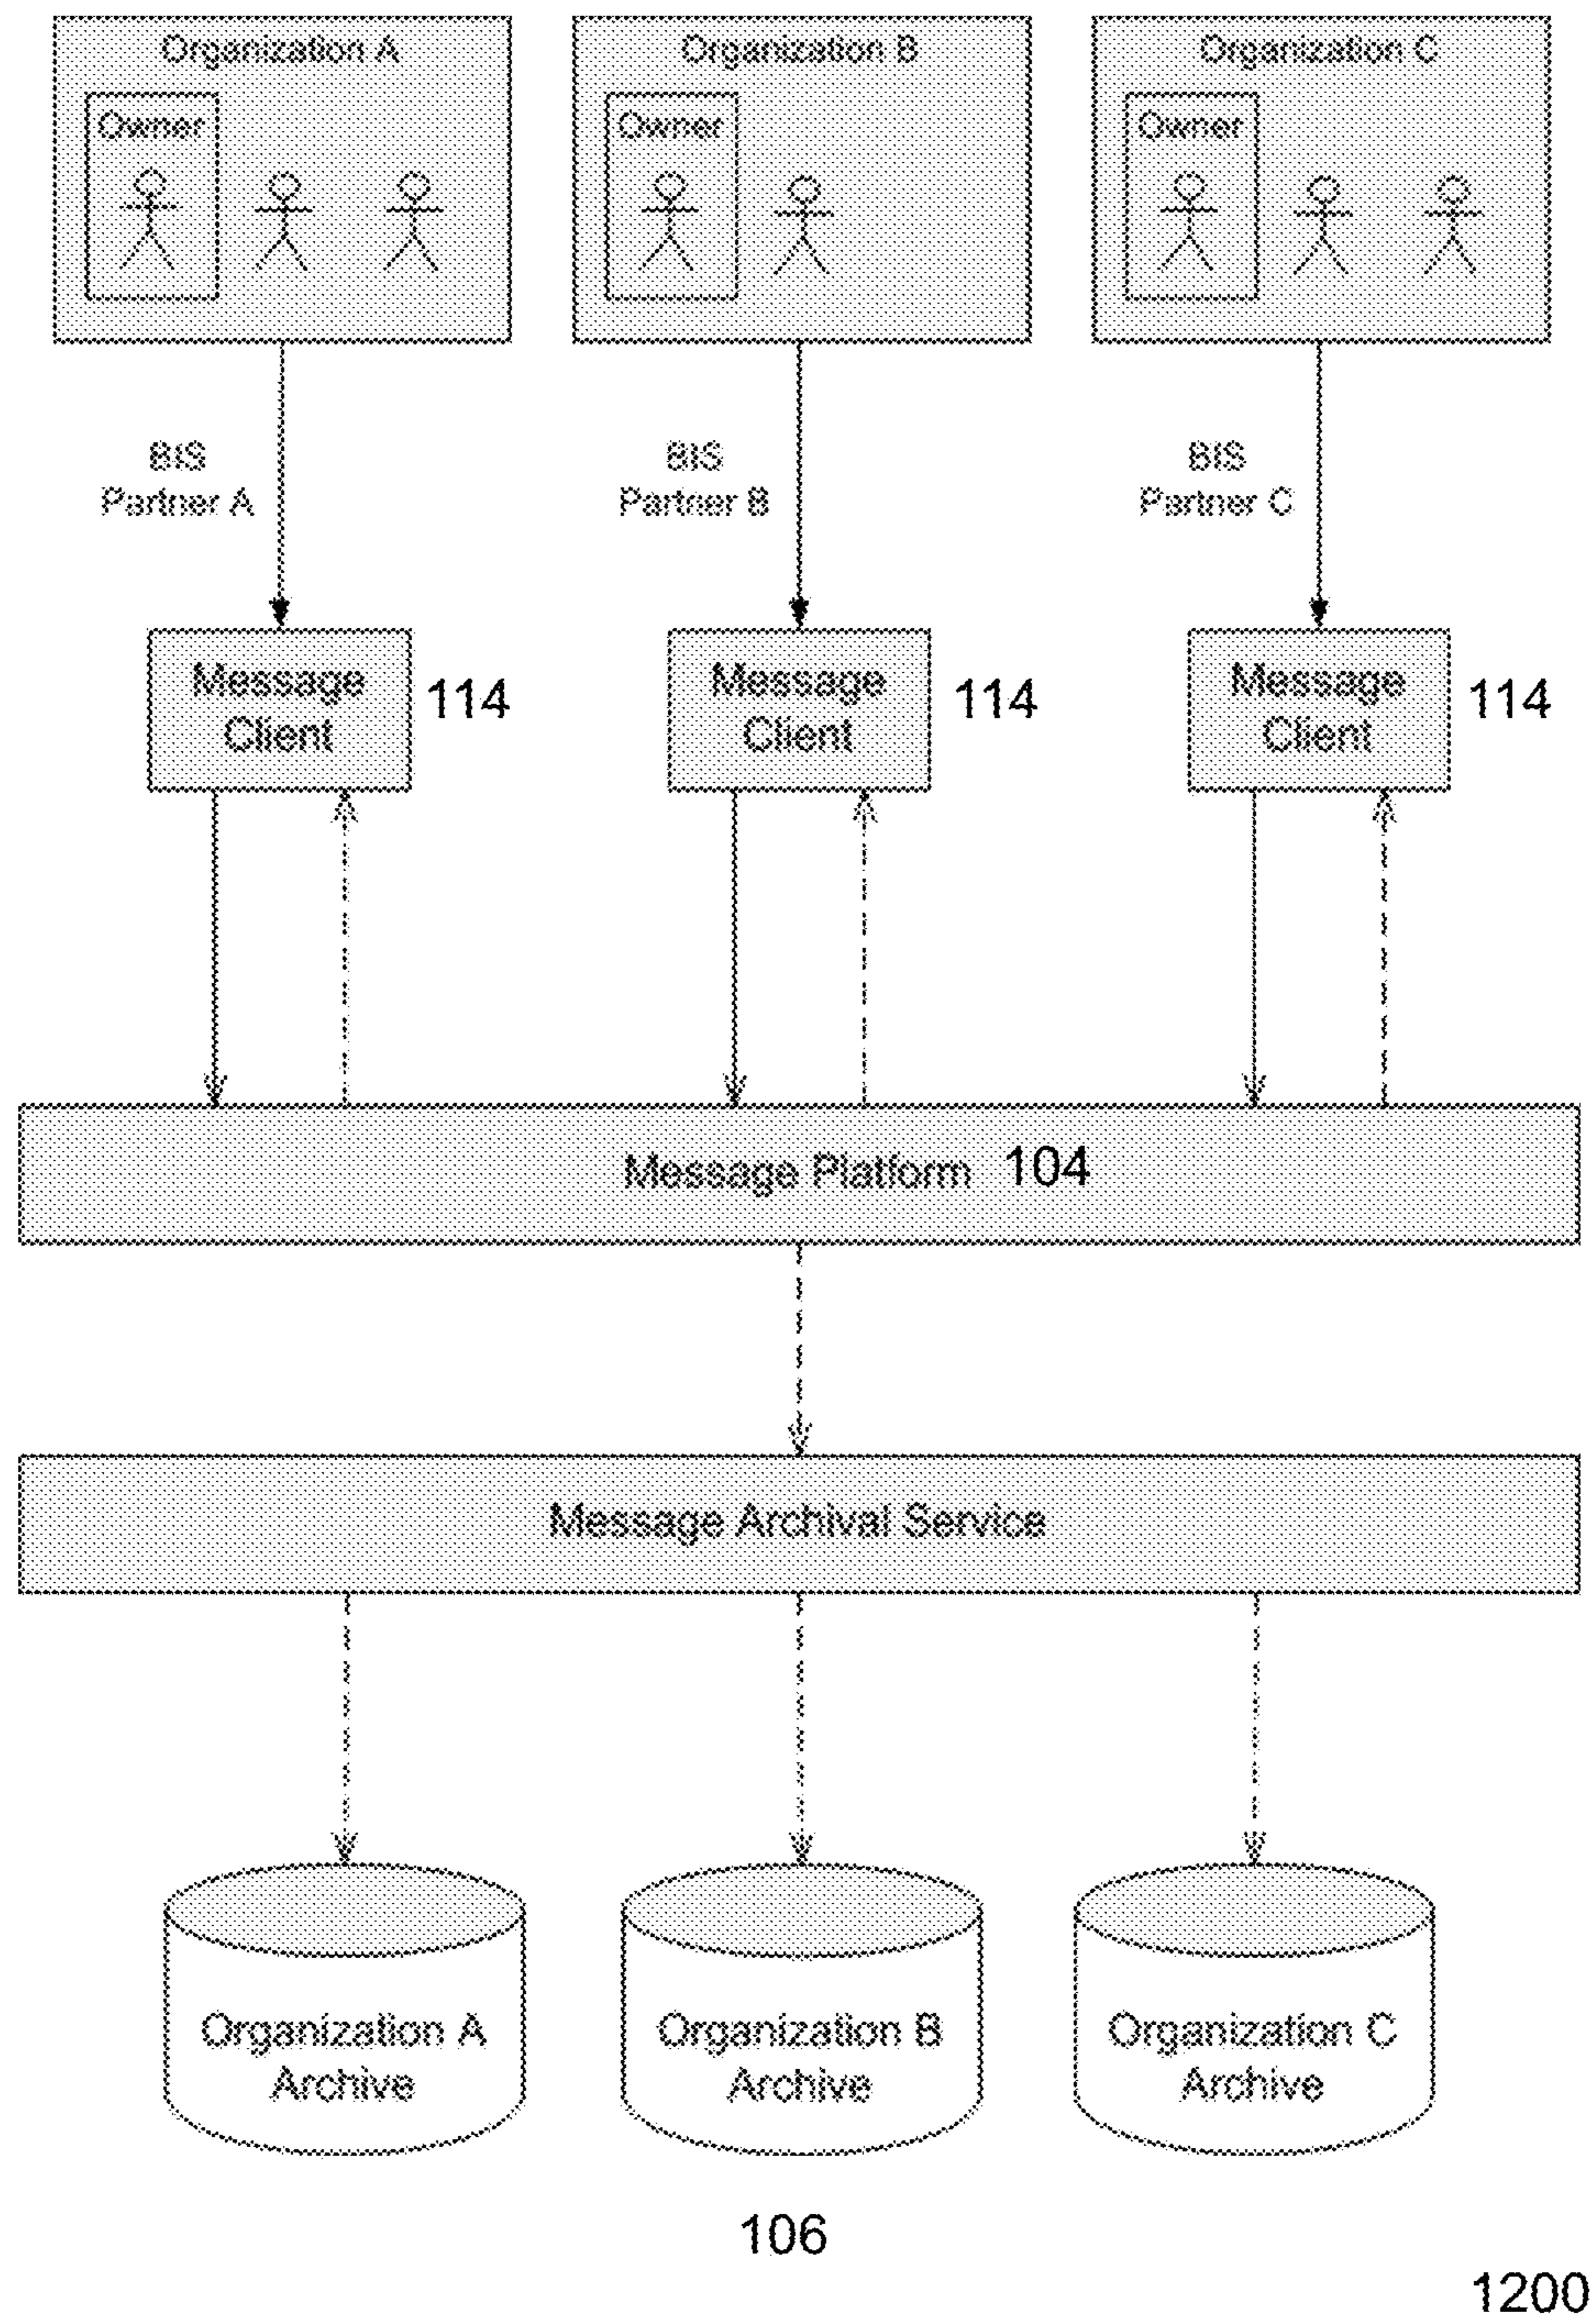 Organization A
Organization B
Organization C
Owner
Owner
Owner
BIS
Partner A
BIS
Partner B
BIS
Partner C
Message
Client
114
Message
Client
114
Message
Client
114
Message Platform 104
Message Archival Service
Organization A
Archive
Organization B
Archive
Organization C
Archive
106
1200